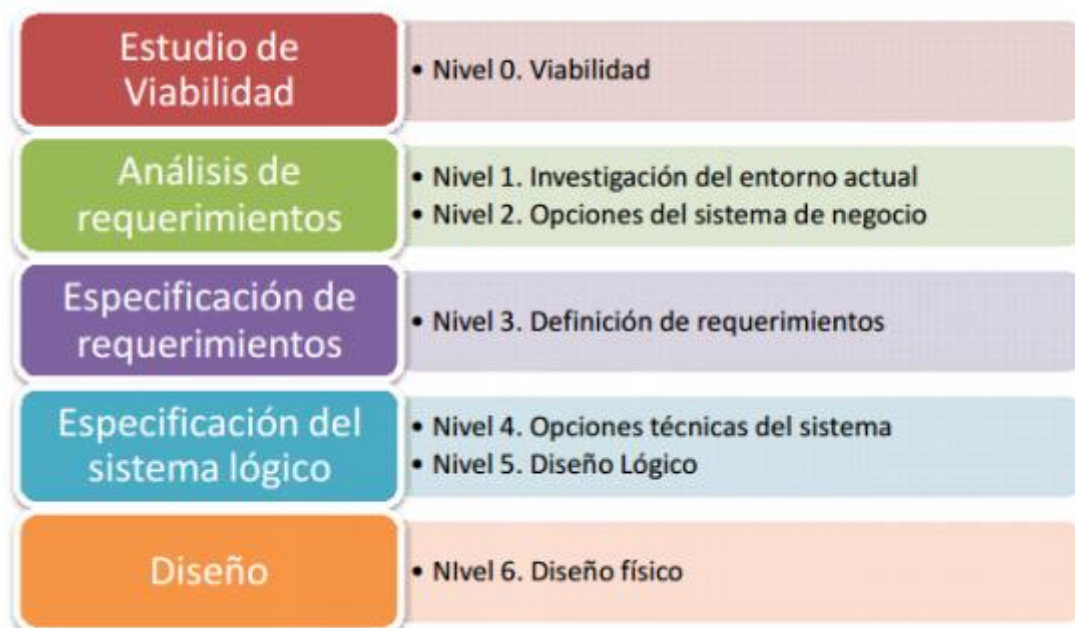 Estudio de
Viabilidad
• Nivel 0. Viabilidad
Análisis de
requerimientos
• Nivel 1. Investigación del entorno actual
• Nivel 2. Opciones del sistema de negocio
Especificación de
requerimientos
• Nivel 3. Definición de requerimientos
Especificación del
sistema lógico
• Nivel 4. Opciones técnicas del sistema
• Nivel 5. Diseño Lógico
Diseño
• NIvel 6. Diseño físico